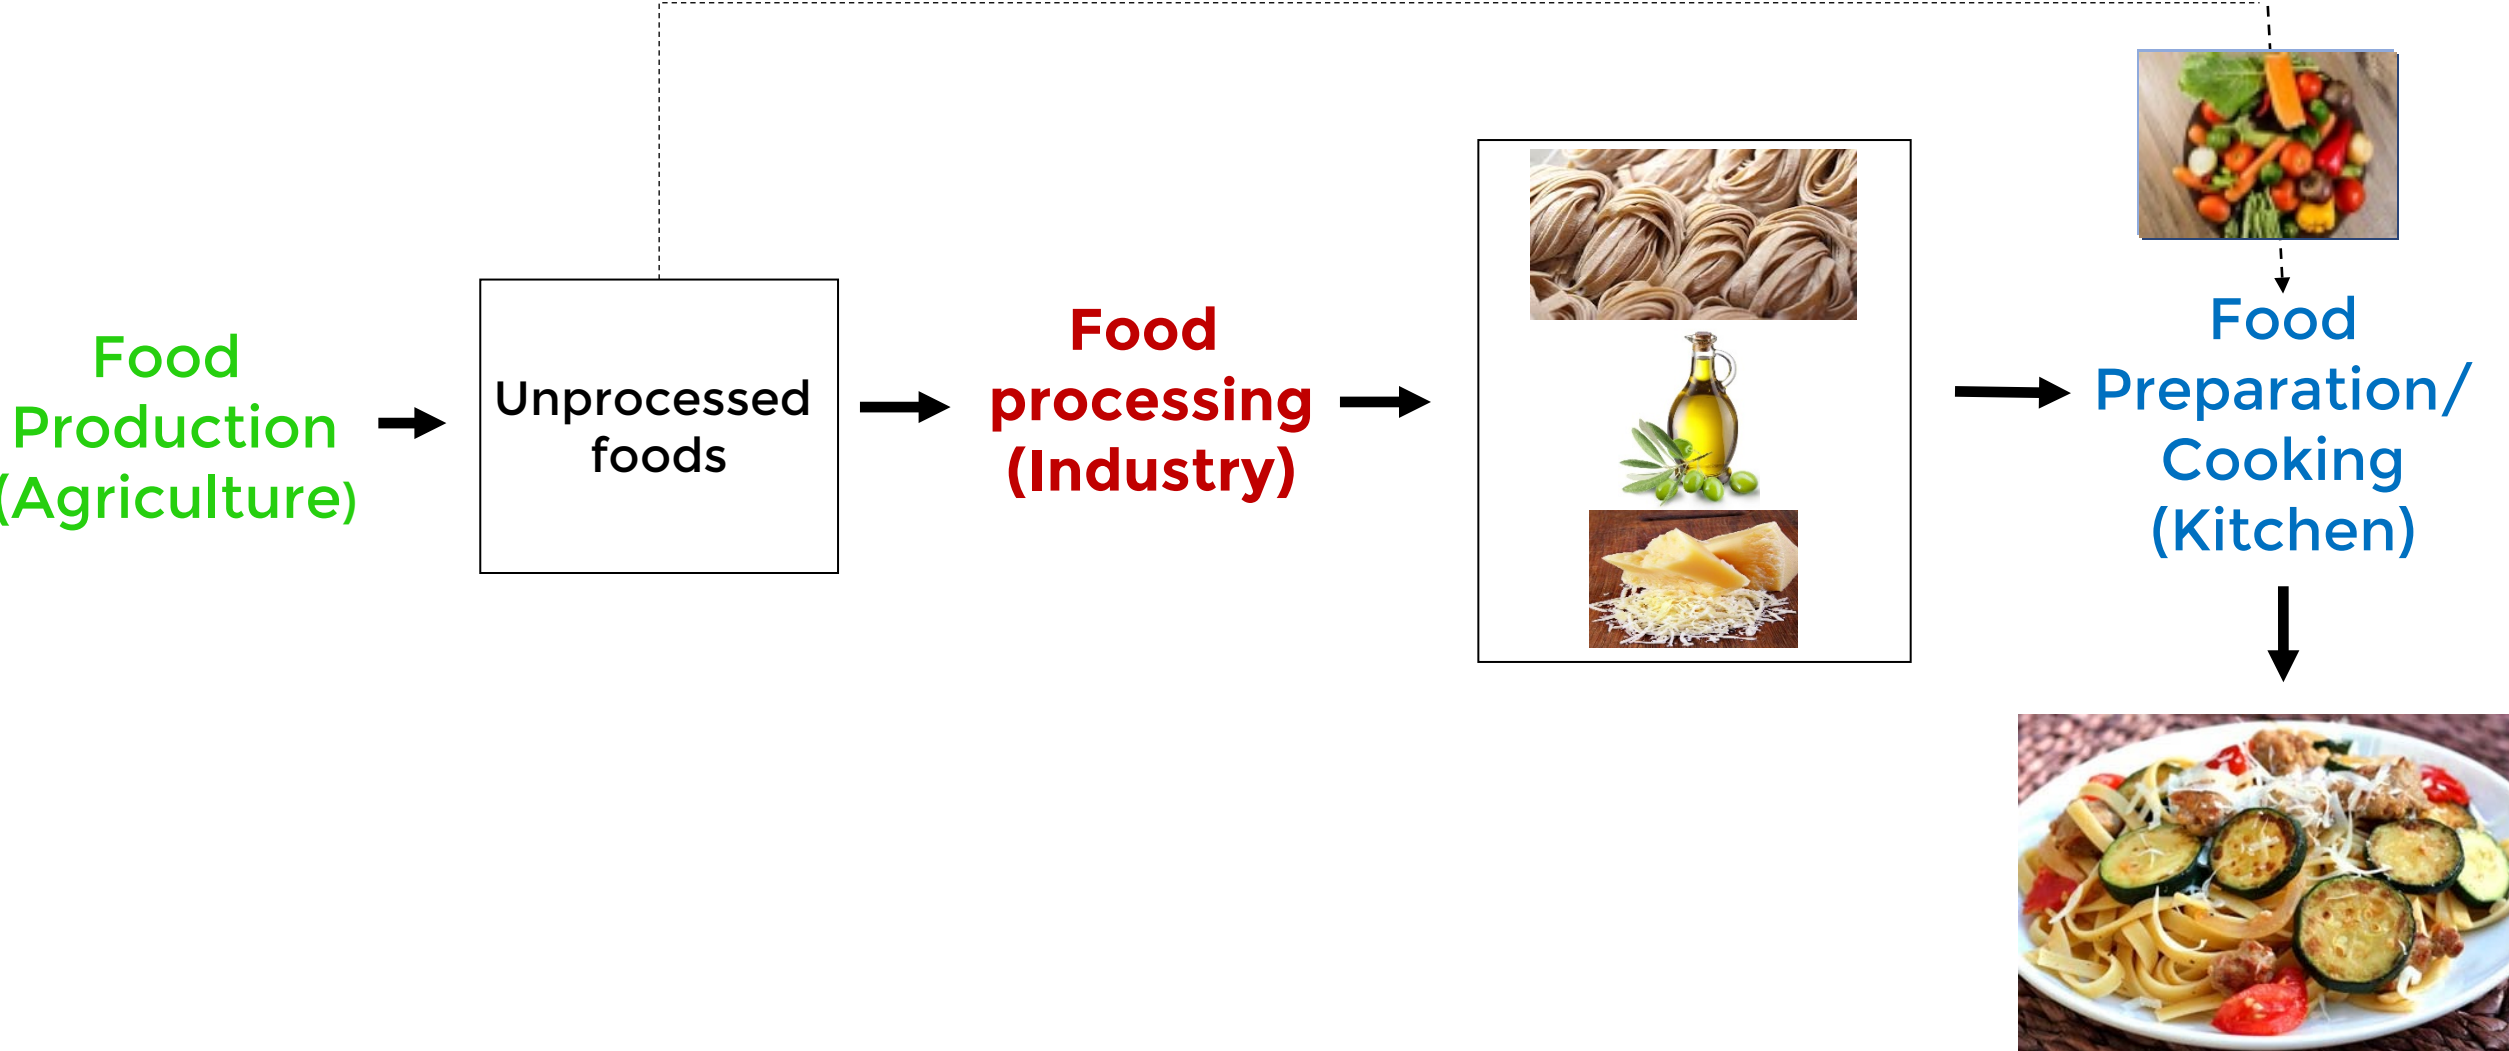 Food
Production
(Agriculture)
Unprocessed
foods
Food
processing
(Industry)
Food
Preparation/
Cooking
(Kitchen)